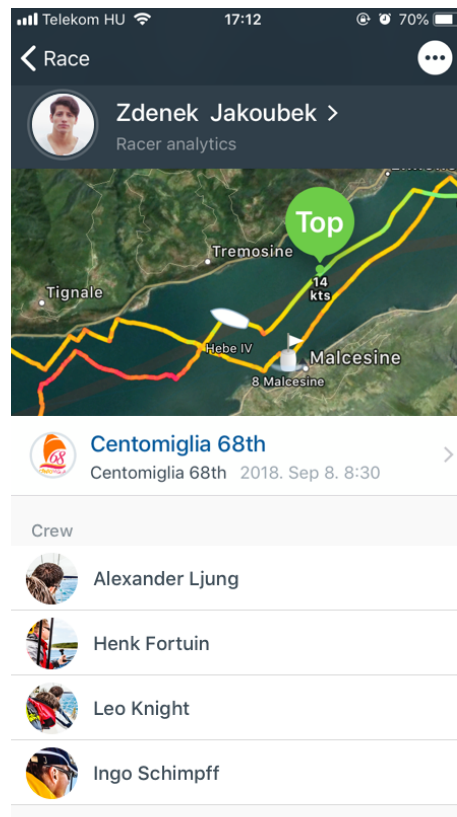 Telekom HU 17:12 70%
Race
Zdenek Jakoubek >
Racer analytics
Top
Tremosine
14
kts
Tignale
Hebe IV
Malcesine
8 Malcesine
68
Centomiglia 68th
Centomiglia 68th 2018. Sep 8. 8:30
Crew
Alexander Ljung
Henk Fortuin
Leo Knight
Ingo Schimpff